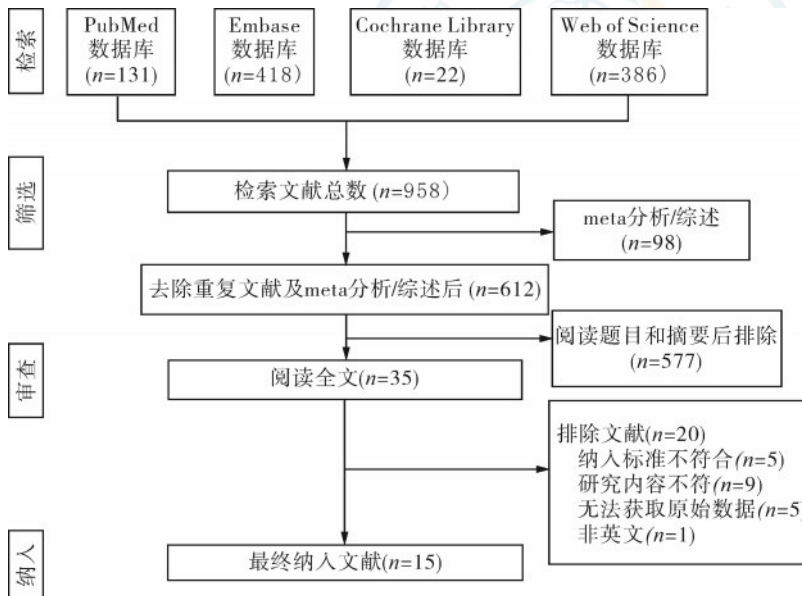 检索
PubMed
数据库
(n=131)
Embase
数据库
(n=418)
Cochrane Library
数据库
(n=22)
Web of Science
数据库
(n=386)
筛选
检索文献总数 (n=958)
meta分析/综述
(n=98)
去除重复文献及meta分析/综述后 (n=612)
阅读题目和摘要后排除
(n=577)
审查
阅读全文(n=35)
排除文献(n=20)
纳入标准不符合(n=5)
研究内容不符(n=9)
无法获取原始数据(n=5)
非英文(n=1)
纳入
最终纳入文献(n=15)